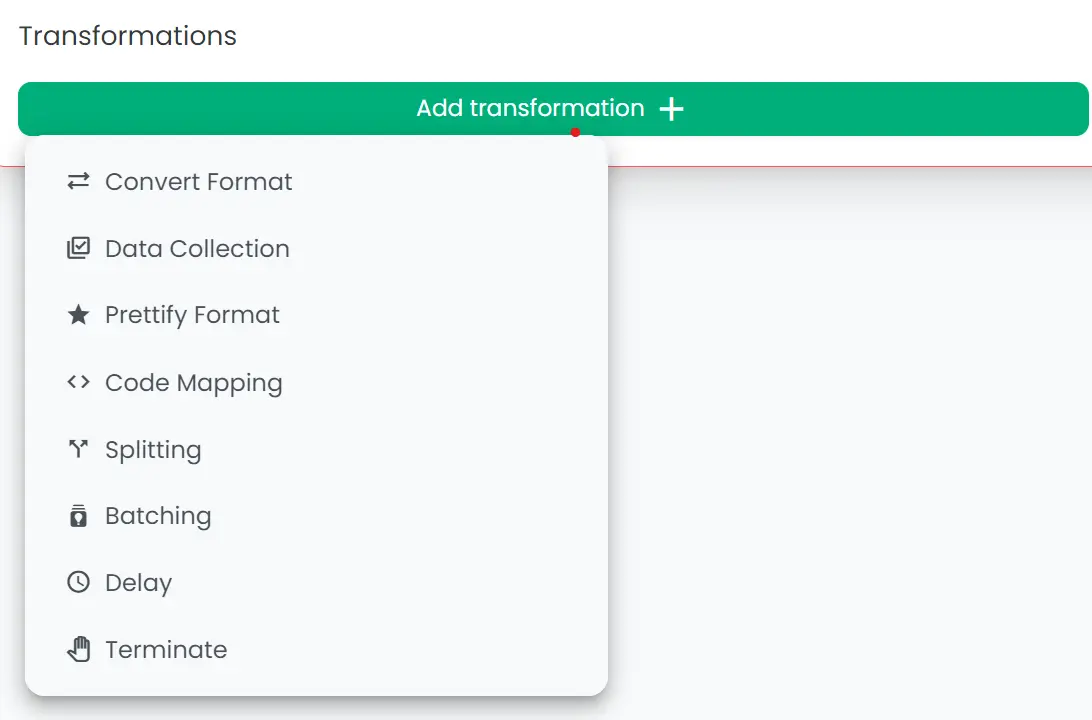 Transformations
Add transformation
Convert Format
Data Collection
Prettify Format
Code Mapping
Splitting
Batching
Delay
Terminate